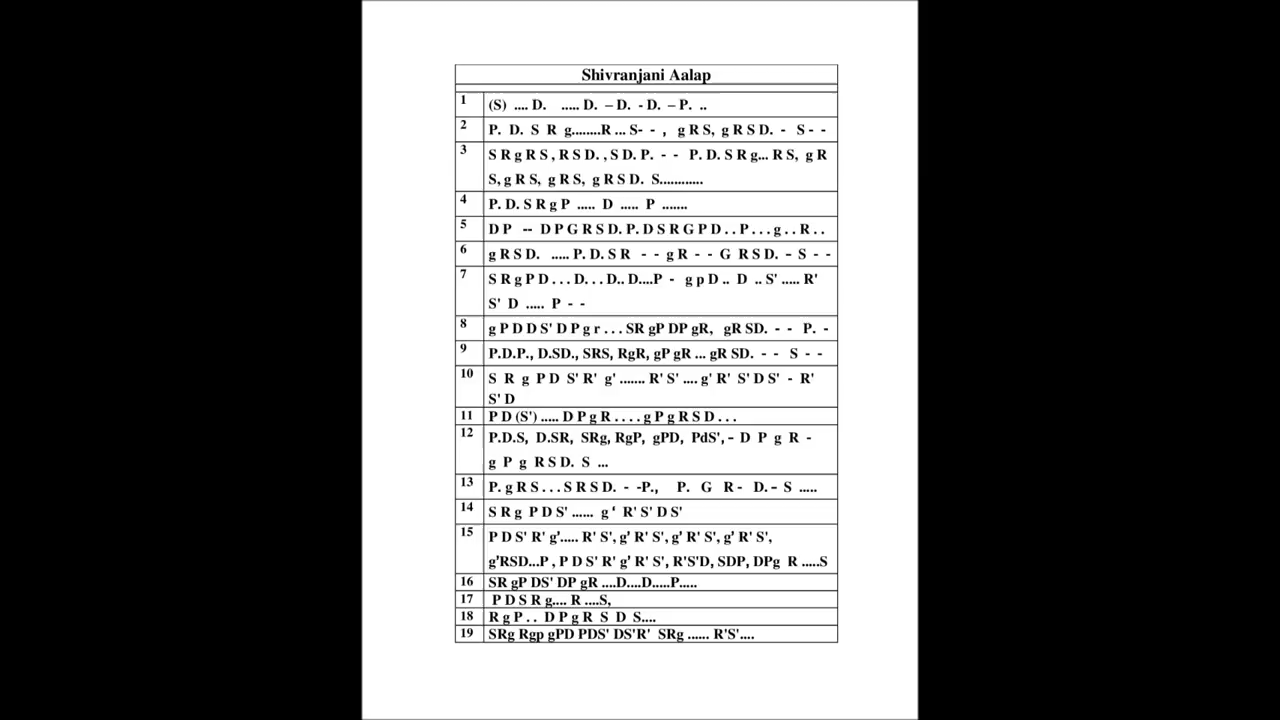 Shivranjani Aalap
1 (S) .... D. ..... D. – D. - D. – P. ..
2 P. D. S R g........R ... S- - , g R S, g R S D. - S - -
3 S R g R S , R S D. , S D. P. - - P. D. S R g... R S, g R
S, g R S, g R S, g R S D. S............
4 P. D. S R g P ..... D ..... P .......
5 D P -- D P G R S D. P. D S R G P D . . P . . . g . . R . .
6 g R S D. ..... P. D. S R - - g R - - G R S D. – S - -
7 S R g P D . . . D. . . D.. D....P - g p D .. D .. S' ..... R'
S' D ..... P - -
8 g P D D S' D P g r . . . SR gP DP gR, gR SD. - - P. -
9 P.D.P., D.SD., SRS, RgR, gP gR ... gR SD. - - S - -
10 S R g P D S' R' g' ....... R' S' .... g' R' S' D S' - R'
S' D
11 P D (S') ..... D P g R . . . . g P g R S D . . .
12 P.D.S, D.SR, SRg, RgP, gPD, PdS', – D P g R -
g P g R S D. S ...
13 P. g R S . . . S R S D. - -P., P. G R - D. – S .....
14 S R g P D S' ...... g ‘ R' S' D S'
15 P D S' R' g’..... R' S', g’ R' S', g’ R' S', g’ R' S',
g’RSD...P , P D S' R' g’ R' S', R'S'D, SDP, DPg R .....S
16 SR gP DS' DP gR ....D....D.....P.....
17 P D S R g.... R ....S,
18 R g P . . D P g R S D S....
19 SRg Rgp gPD PDS' DS'R' SRg ...... R'S'....